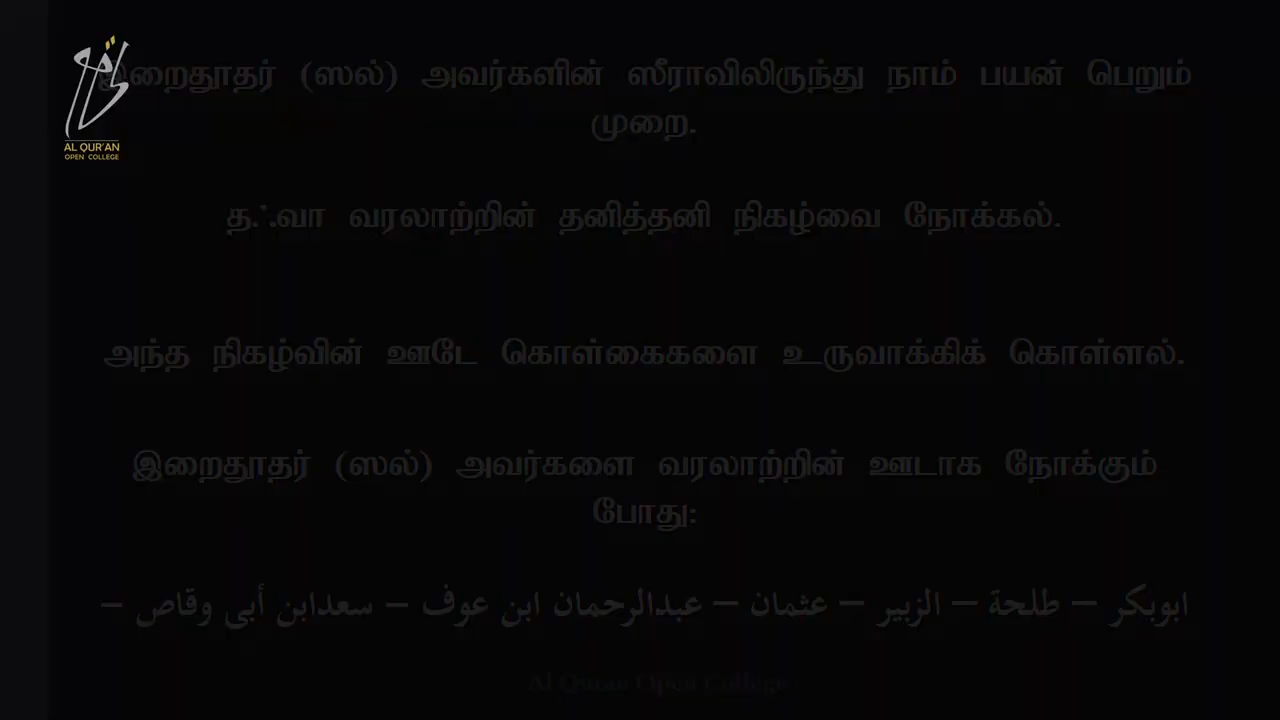 இறைதூதர் (ஸல்) அவர்களின் ஸீராவிலிருந்து நாம் பயன் பெறும்
முறை.
AL QUR'AN
OPEN COLLEGE
த.·.வா வரலாற்றின் தனித்தனி நிகழ்வை நோக்கல்.
அந்த நிகழ்வின் ஊடே கொள்கைகளை உருவாக்கிக் கொள்ளல்.
இறைதூதர் (ஸல்) அவர்களை வரலாற்றின் ஊடாக நோக்கும்
போது:
ابوبكر – طلحة – الزبير – عثمان – عبدالرحمان ابن عوف – سعدابن أبى وقاص –
Al Quran Open College